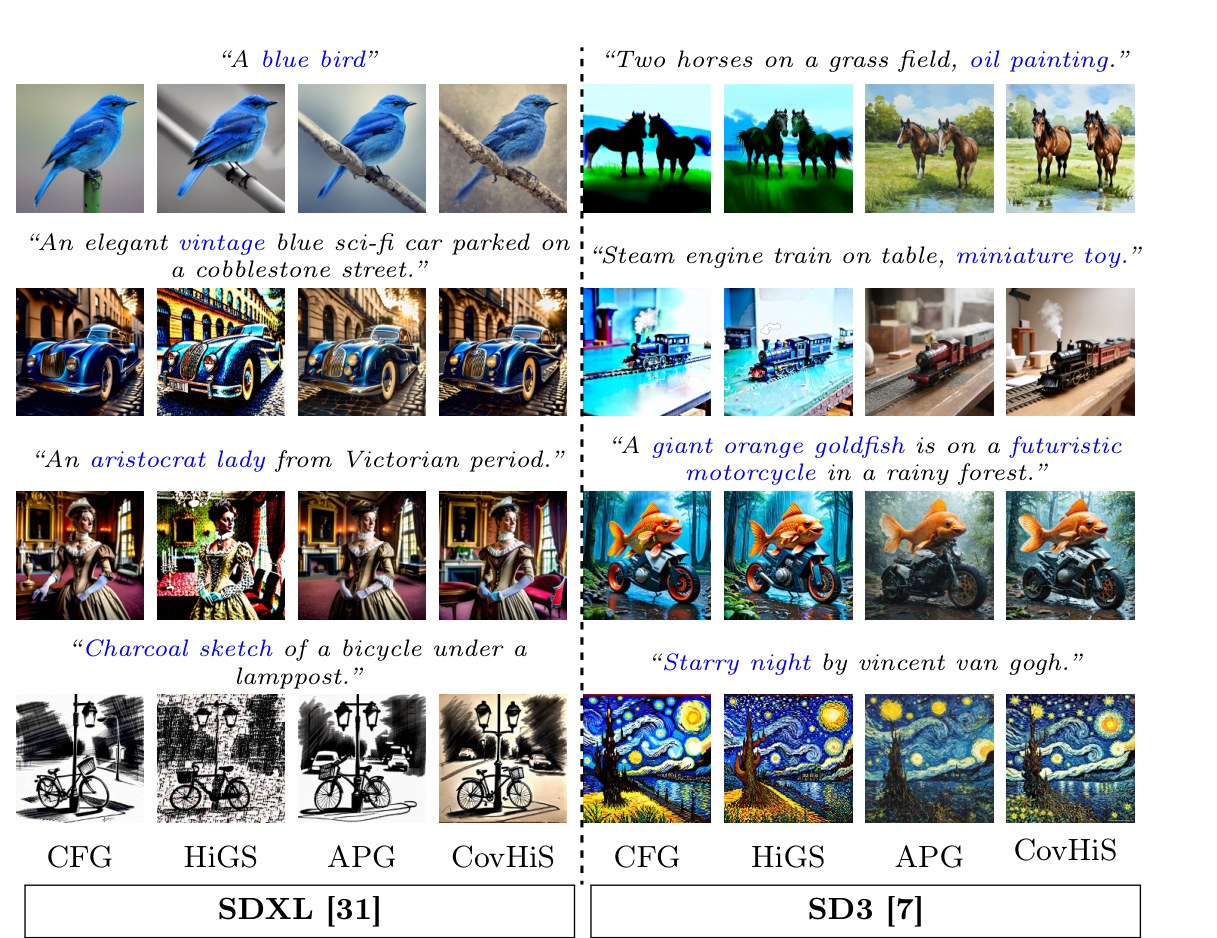 “A blue bird”
“An elegant vintage blue sci-fi car parked on
a cobblestone street.”
“An aristocrat lady from Victorian period.”
“Charcoal sketch of a bicycle under a
lamppost.”
CFG HiGS APG CovHiS
SDXL [31]
“Two horses on a grass field, oil painting.”
“Steam engine train on table, miniature toy.”
“A giant orange goldfish is on a futuristic
motorcycle in a rainy forest.”
“Starry night by vincent van gogh.”
CFG HiGS APG CovHiS
SD3 [7]